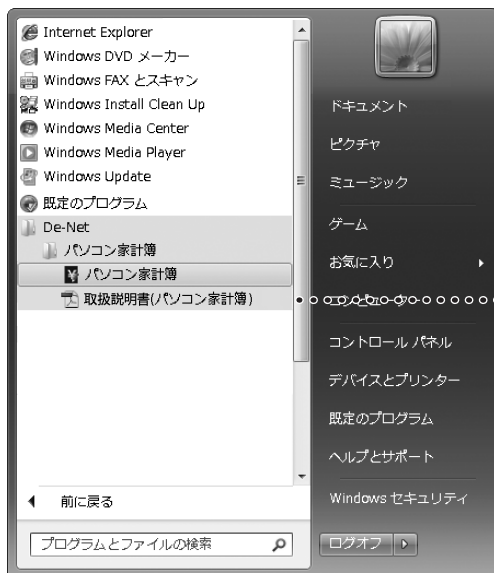 Internet Explorer
Windows DVD メーカー
Windows FAX とスキャン
Windows Install Clean Up
Windows Media Center
Windows Media Player
Windows Update
既定のプログラム
De-Net
パソコン家計簿
パソコン家計簿
取扱説明書(パソコン家計簿)
前に戻る
プログラムとファイルの検索
ドキュメント
ピクチャ
ミュージック
ゲーム
お気に入り
コンピューター
コントロール パネル
デバイスとプリンター
既定のプログラム
ヘルプとサポート
Windows セキュリティ
ログオフ